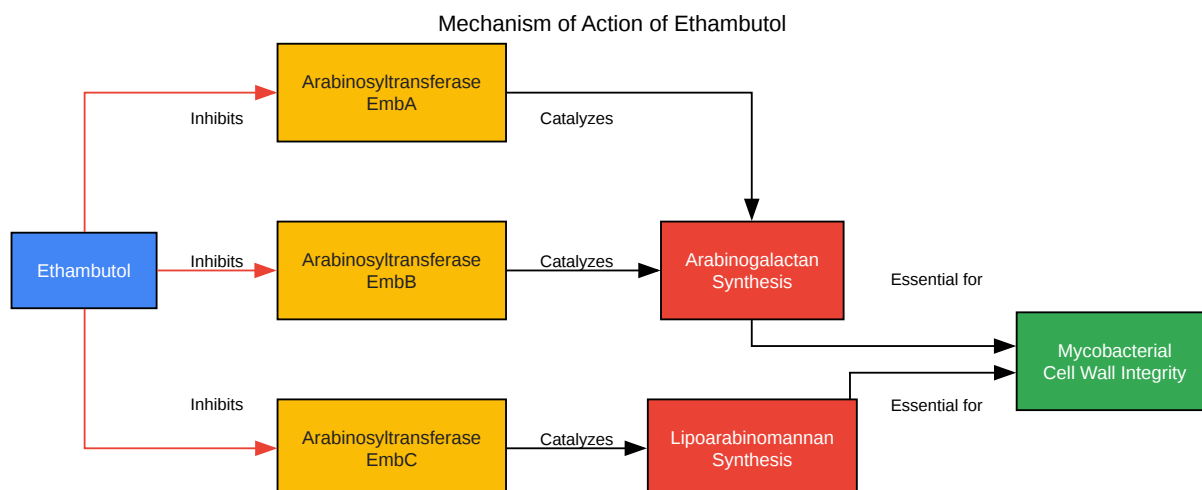 Mechanism of Action of Ethambutol
Arabinosyltransferase
EmbA
Inhibits
Catalyzes
Ethambutol
Inhibits
Arabinosyltransferase
EmbB
Catalyzes
Arabinogalactan
Synthesis
Essential for
Mycobacterial
Cell Wall Integrity
Inhibits
Arabinosyltransferase
EmbC
Catalyzes
Lipoarabinomannan
Synthesis
Essential for